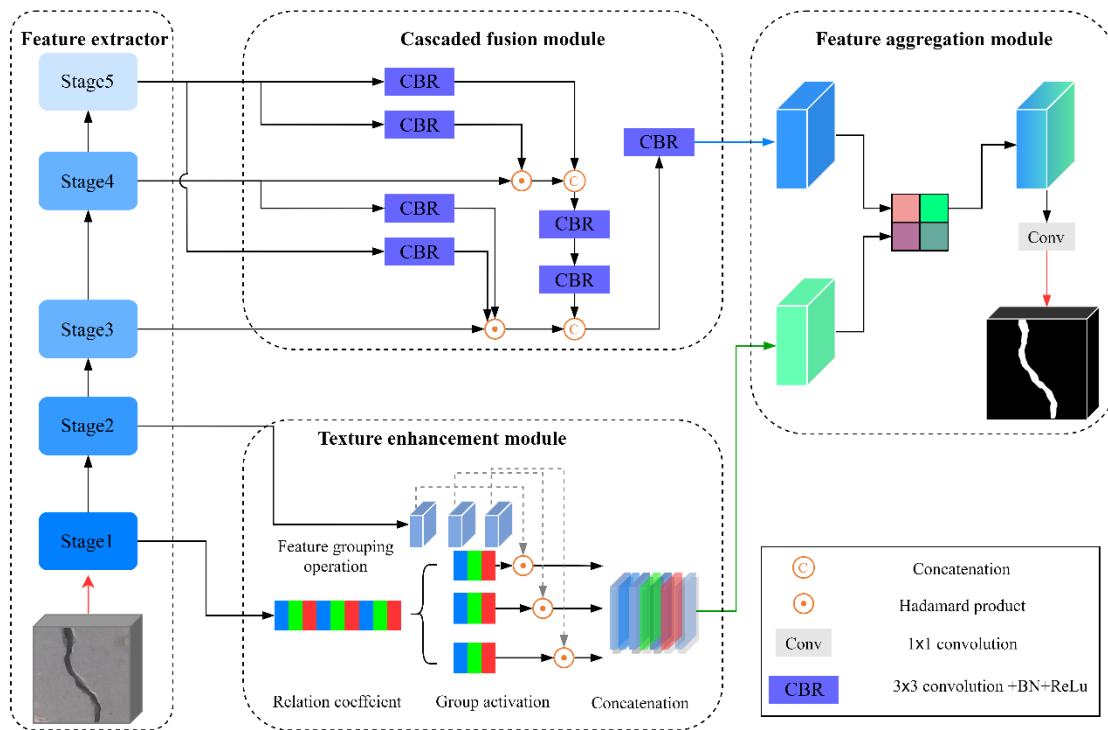 Feature extractor
Stage5
Stage4
Stage3
Stage2
Stage1
Cascaded fusion module
CBR
CBR
CBR
C
CBR
CBR
CBR
CBR
C
Texture enhancement module
Feature grouping
operation
Relation coeffcient
Group activation
Concatenation
Feature aggregation module
Conv
C Concatenation
Hadamard product
Conv 1x1 convolution
CBR 3x3 convolution +BN+ReLu